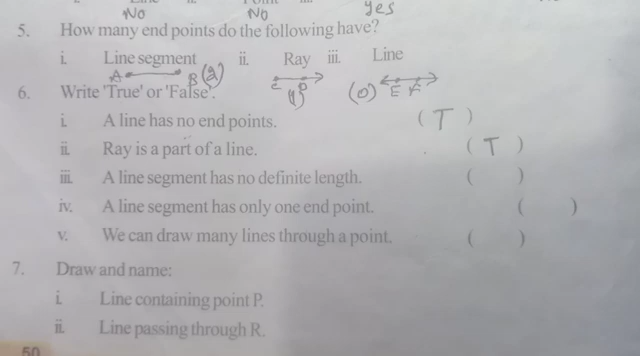 No No yes
5. How many end points do the following have?
i. Line segment ii. Ray iii. Line
A B (2) C D (0) E F
6. Write 'True' or 'False'.
i. A line has no end points. (T)
ii. Ray is a part of a line. (T)
iii. A line segment has no definite length. ( )
iv. A line segment has only one end point. ( )
v. We can draw many lines through a point. ( )
7. Draw and name:
i. Line containing point P.
ii. Line passing through R.
50